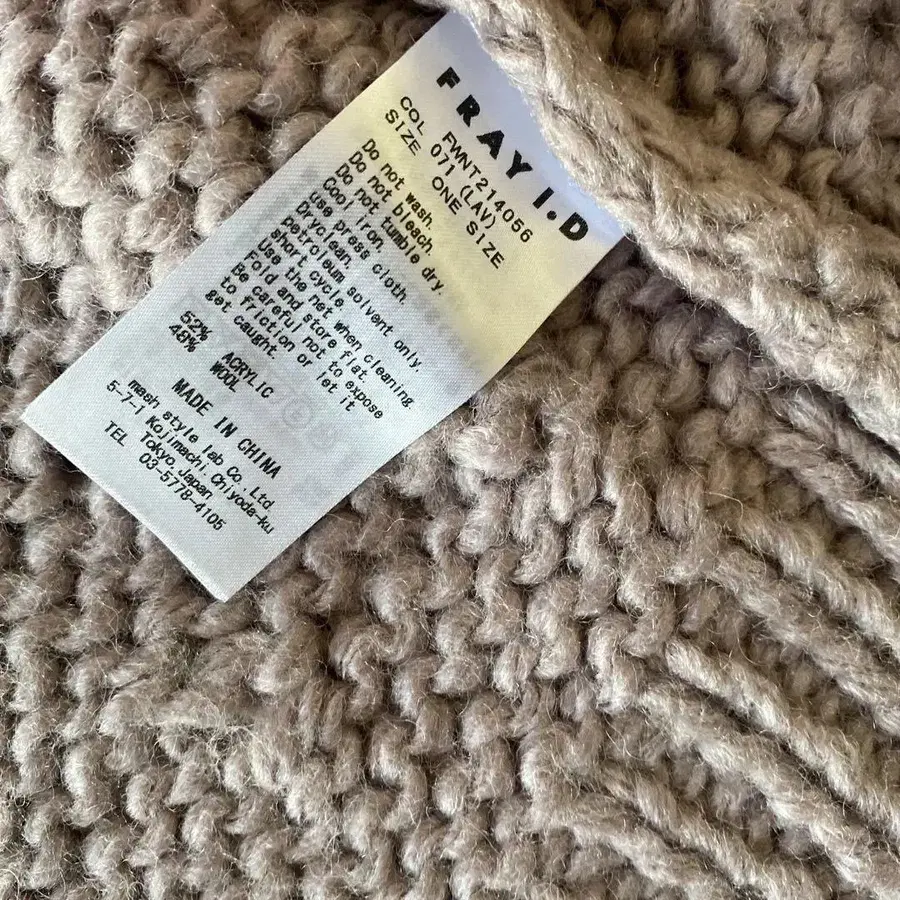 FRAY I.D
FWNT214056
COL 071 (LAV)
SIZE ONE SIZE
Do not wash.
Do not bleach.
Do not tumble dry.
Cool iron.
use press cloth.
Dryclean,
petroleum solvent only.
short cycle
Use the net when cleaning.
Fold and store flat.
Be careful not to expose
to friction or let it
get caught.
52% ACRYLIC
48% WOOL
MADE IN CHINA
mash style lab Co.,Ltd
5-7-1 Kojimachi,Chiyoda-ku
Tokyo,Japan
TEL 03-5778-4105